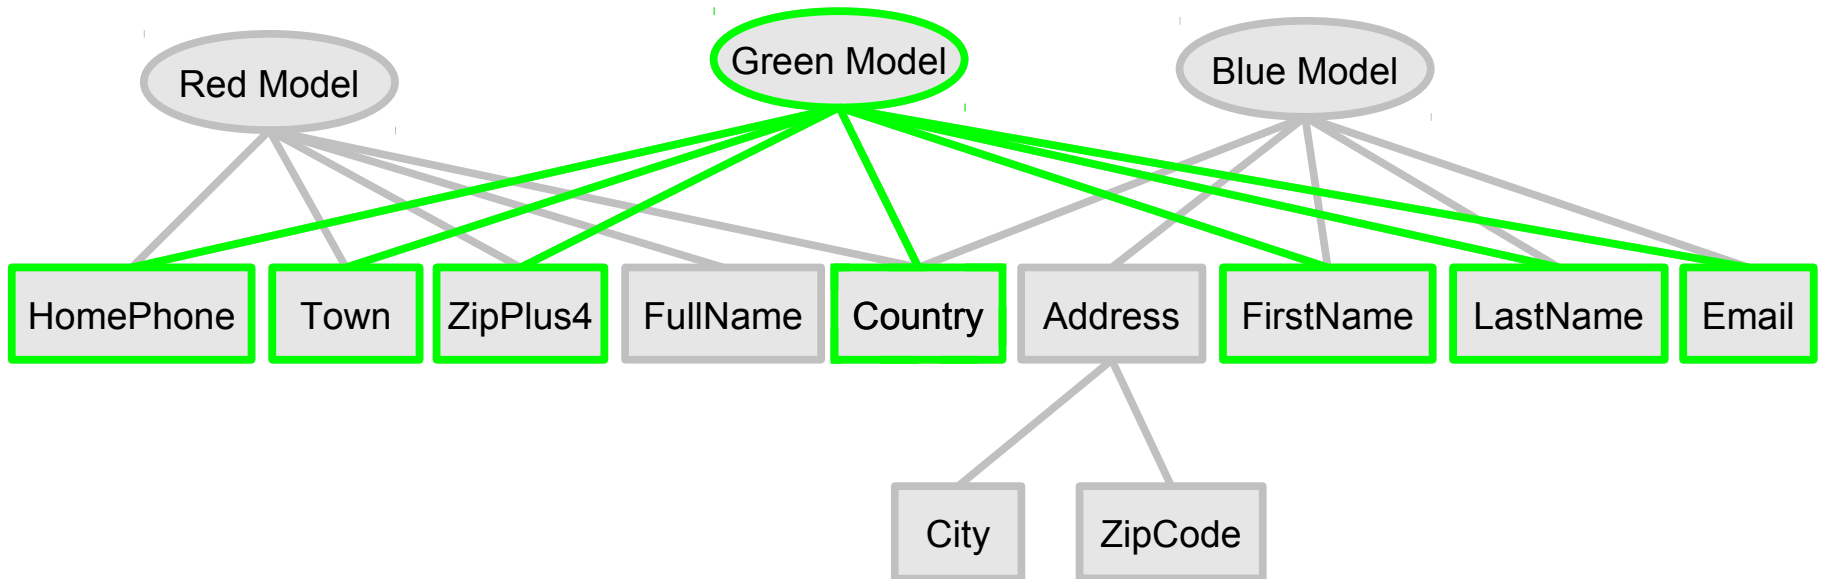 Red Model
Green Model
Blue Model
HomePhone
Town
ZipPlus4
FullName
Country
Address
FirstName
LastName
Email
City
ZipCode